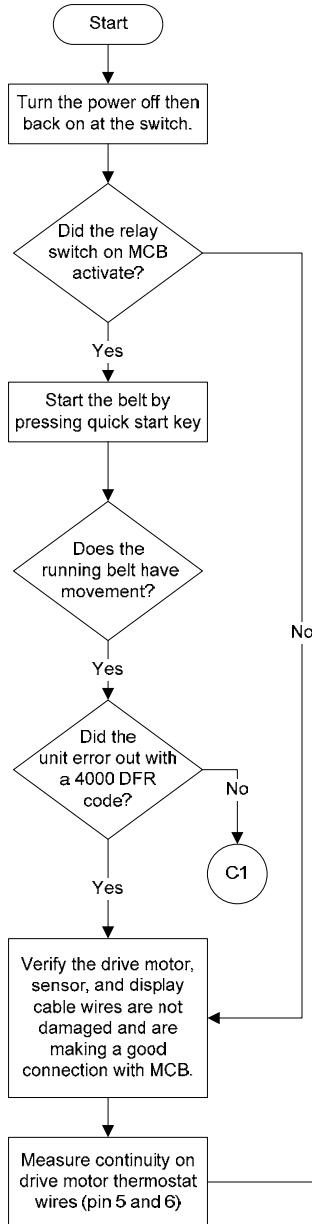 Start
Turn the power off then
back on at the switch.
Did the relay
switch on MCB
activate?
Yes
Start the belt by
pressing quick start key
Does the
running belt have
movement?
No
Yes
Did the
unit error out with
a 4000 DFR
code?
No
C1
Yes
Verify the drive motor,
sensor, and display
cable wires are not
damaged and are
making a good
connection with MCB.
Measure continuity on
drive motor thermostat
wires (pin 5 and 6)